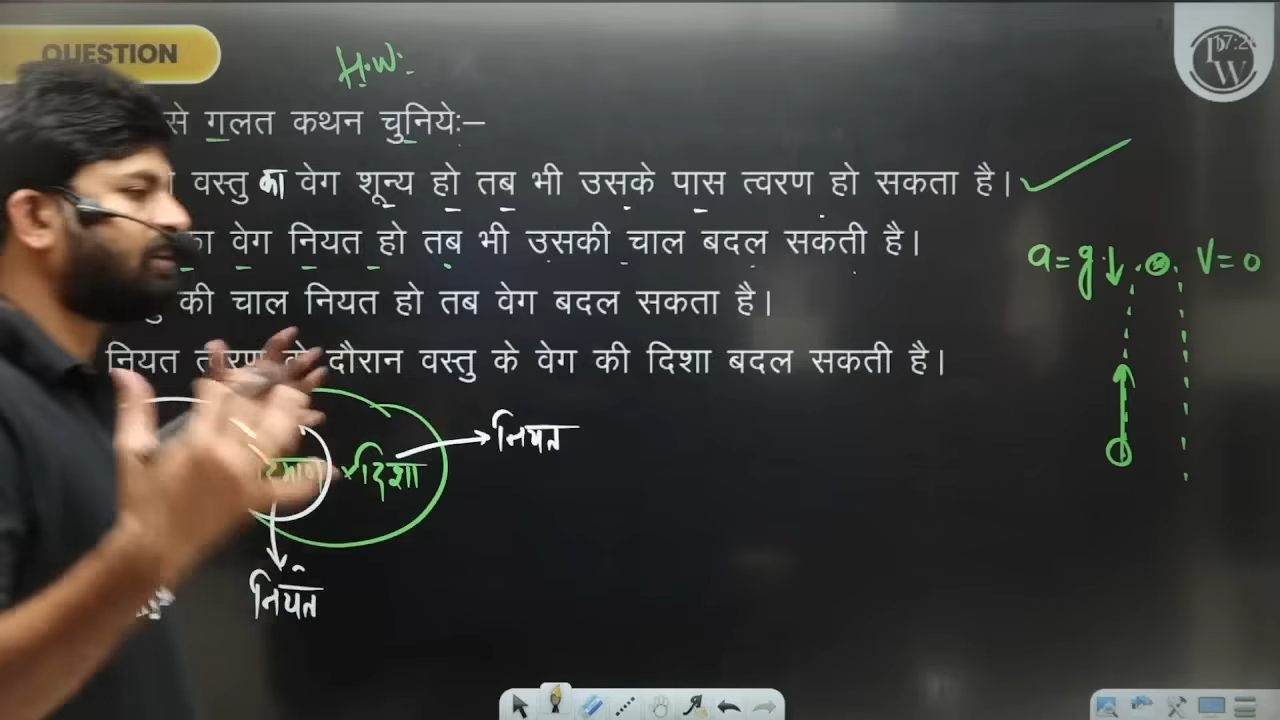 QUESTION
H.W:
से गलत कथन चुनियेः–
वस्तु का वेग शून्य हो तब भी उसके पास त्वरण हो सकता है।
का वेग नियत हो तब भी उसकी चाल बदल सकती है।
की चाल नियत हो तब वेग बदल सकता है।
नियत त्वरण के दौरान वस्तु के वेग की दिशा बदल सकती है।
a=g↓
V=0
दिशा
नियत
नियत